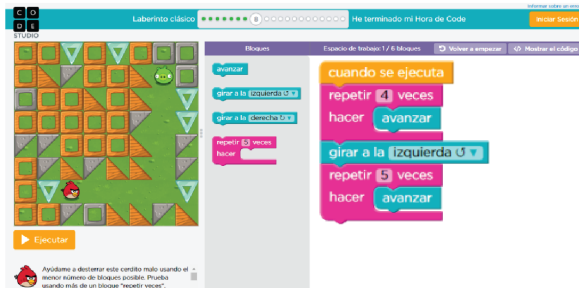 Informar sobre un error
C O
D E
STUDIO
Laberinto clásico
8
He terminado mi Hora de Code
Iniciar Sesión
Bloques
Espacio de trabajo: 1 / 6 bloques
Volver a empezar
Mostrar el código
avanzar
girar a la izquierda ↺ ▼
girar a la derecha ↻ ▼
repetir 5 veces
hacer
cuando se ejecuta
repetir 4 veces
hacer avanzar
girar a la izquierda ↺ ▼
repetir 5 veces
hacer avanzar
Ejecutar
Ayúdame a desterrar este cerdito malo usando el
menor número de bloques posible. Prueba
usando más de un bloque "repetir veces".